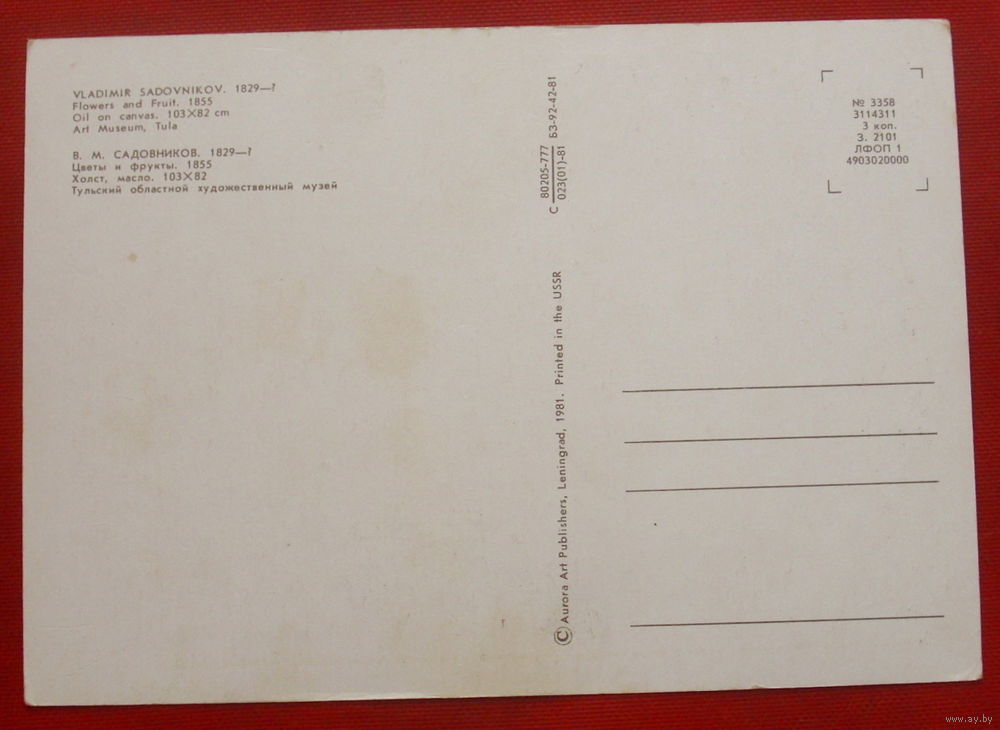 VLADIMIR SADOVNIKOV. 1829—?
Flowers and Fruit. 1855
Oil on canvas. 103×82 cm
Art Museum, Tula
В. М. САДОВНИКОВ. 1829—?
Цветы и фрукты. 1855
Холст, масло. 103×82
Тульский областной художественный музей
С 80205-777 БЗ-92-42-81
023(01)-81
© Aurora Art Publishers, Leningrad, 1981. Printed in the USSR
№ 3358
3114311
3 коп.
З. 2101
ЛФОП 1
4903020000
www.ay.by